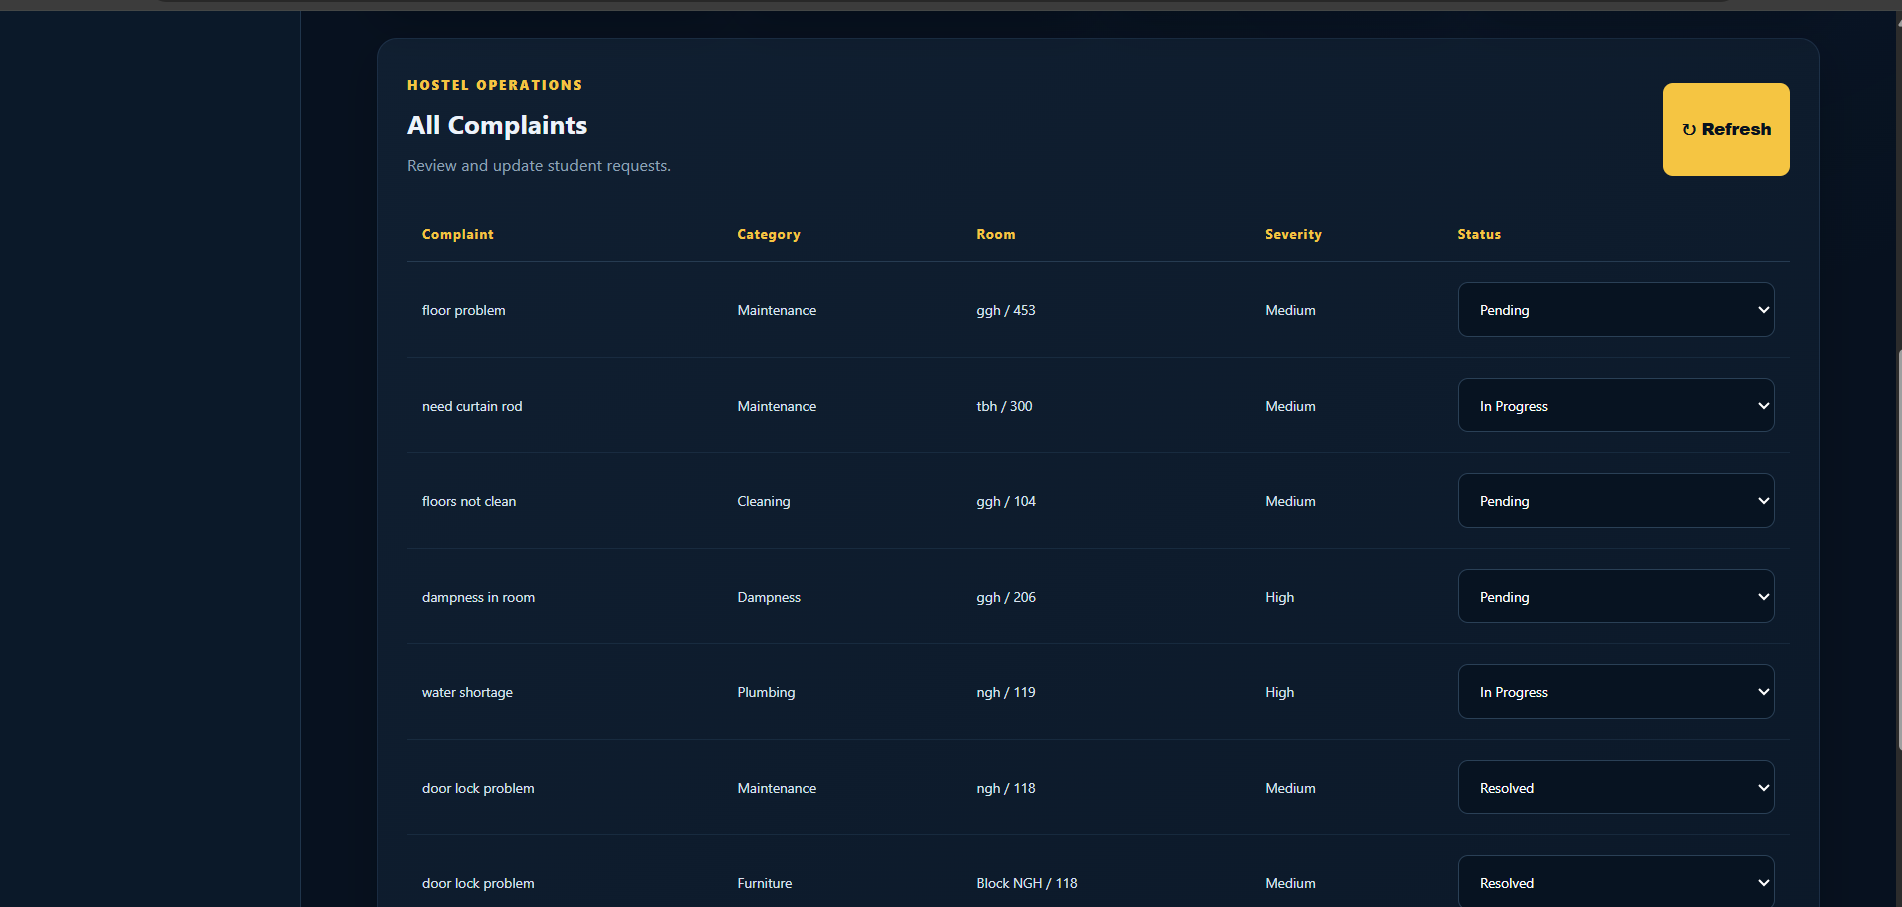 HOSTEL OPERATIONS
All Complaints
Review and update student requests.
↻ Refresh
Complaint Category Room Severity Status
floor problem Maintenance ggh / 453 Medium Pending
need curtain rod Maintenance tbh / 300 Medium In Progress
floors not clean Cleaning ggh / 104 Medium Pending
dampness in room Dampness ggh / 206 High Pending
water shortage Plumbing ngh / 119 High In Progress
door lock problem Maintenance ngh / 118 Medium Resolved
door lock problem Furniture Block NGH / 118 Medium Resolved